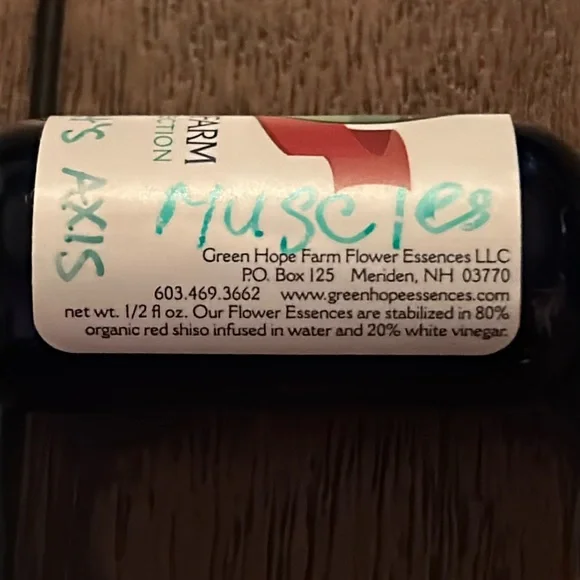 FARM
CTION
'S AXIS
Muscles
Green Hope Farm Flower Essences LLC
P.O. Box 125 Meriden, NH 03770
603.469.3662 www.greenhopeessences.com
net wt. 1/2 fl oz. Our Flower Essences are stabilized in 80%
organic red shiso infused in water and 20% white vinegar.